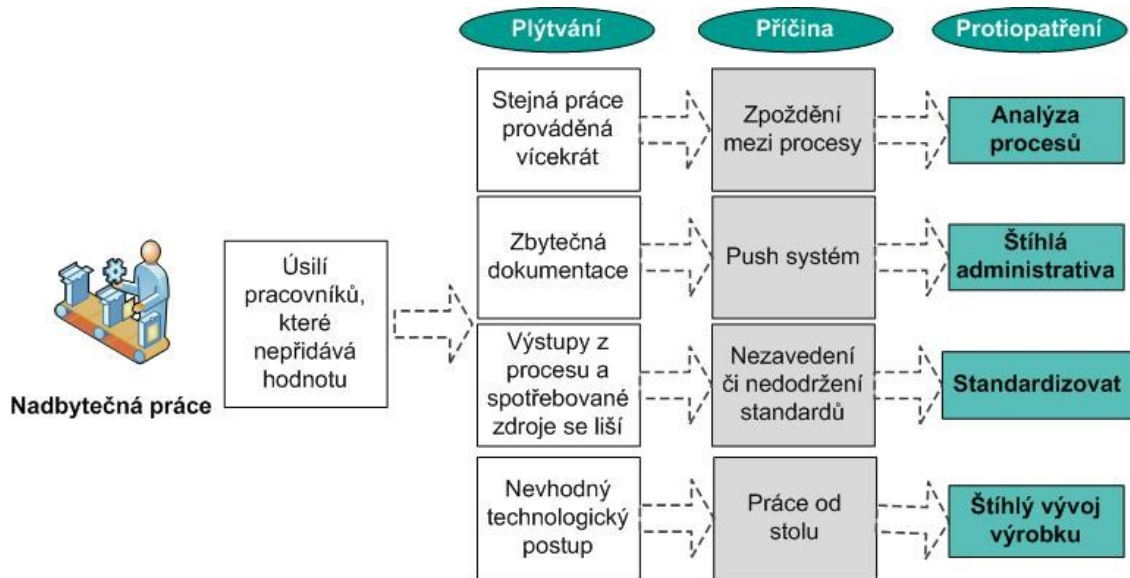 Plýtvání
Příčina
Protiopatření
Stejná práce
prováděná
vícekrát
Zpoždění
mezi procesy
Analýza
procesů
Zbytečná
dokumentace
Push systém
Štíhlá
administrativa
Úsilí
pracovníků,
které
nepřidává
hodnotu
Nadbytečná práce
Výstupy z
procesu a
spotřebované
zdroje se liší
Nezavedení
či nedodržení
standardů
Standardizovat
Nevhodný
technologický
postup
Práce od
stolu
Štíhlý vývoj
výrobku